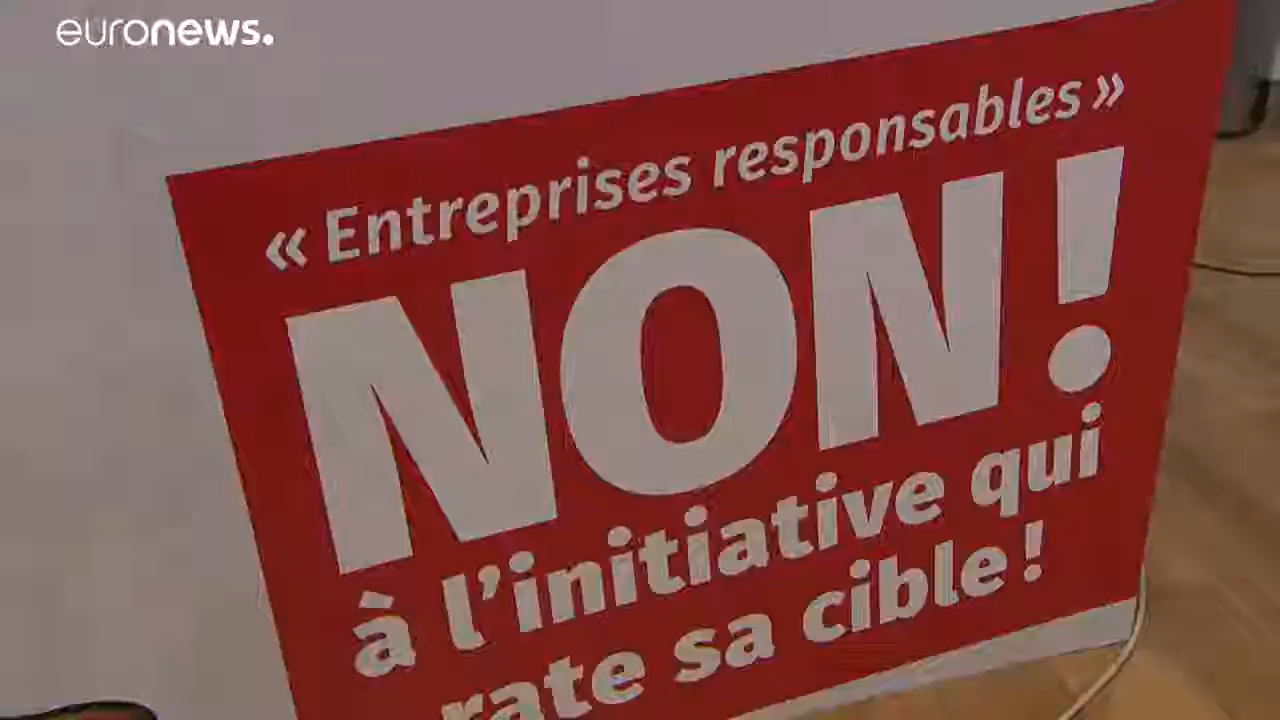 euronews.
« Entreprises responsables »
NON!
à l'initiative qui
rate sa cible !